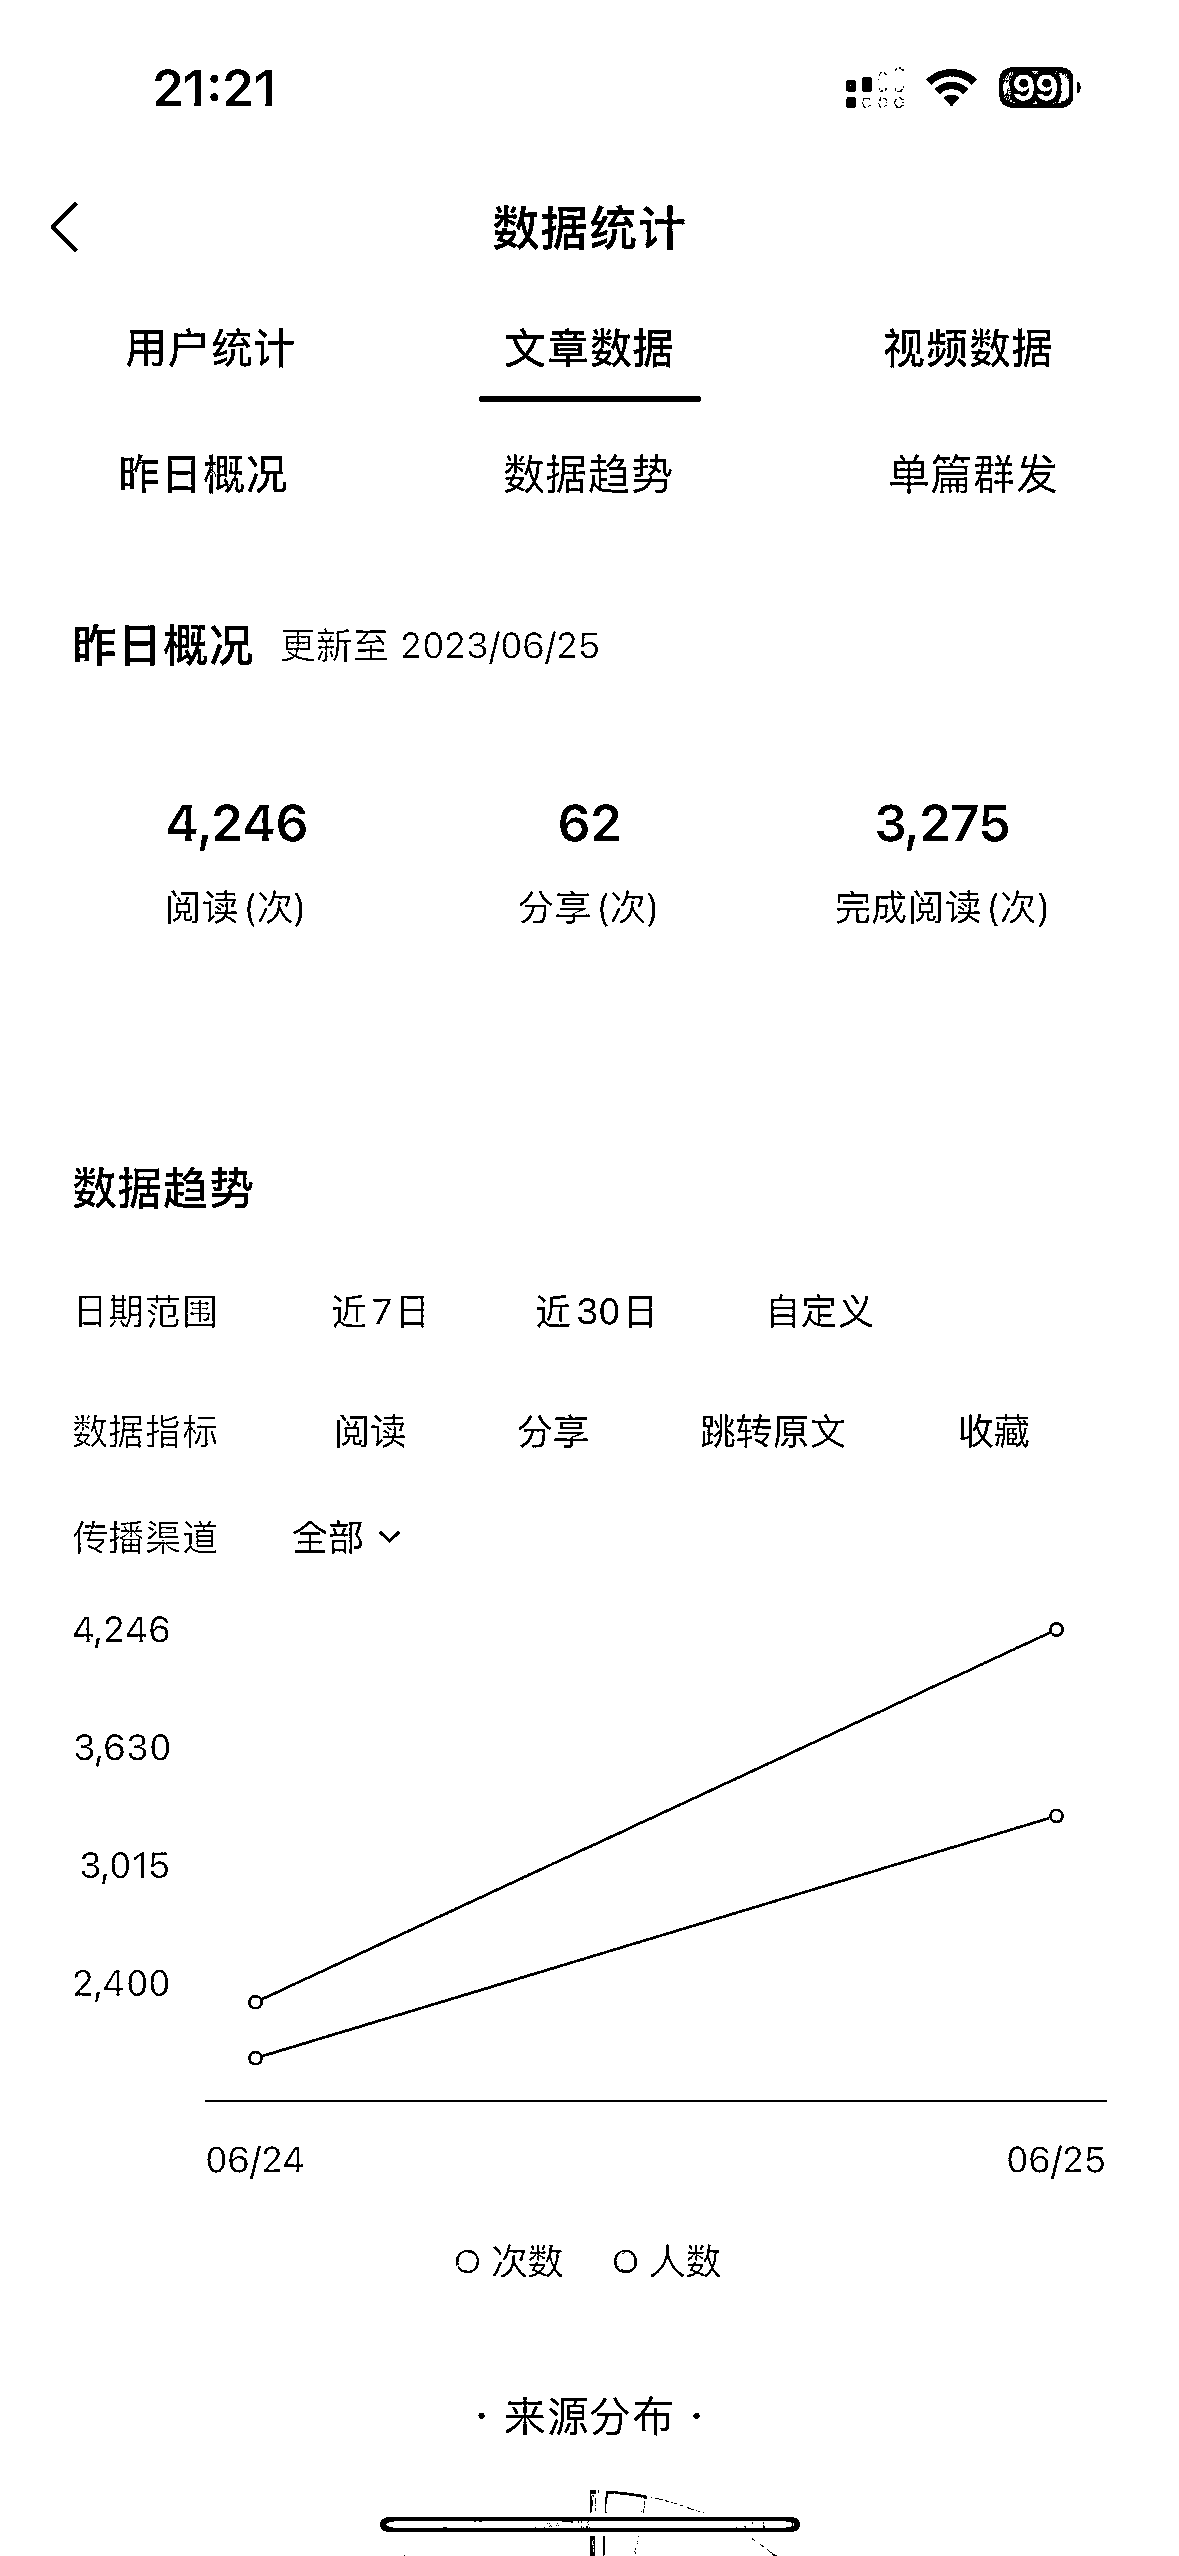 21:21
99
数据统计
用户统计 文章数据 视频数据
昨日概况 数据趋势 单篇群发
昨日概况 更新至 2023/06/25
4,246 62 3,275
阅读(次) 分享(次) 完成阅读(次)
数据趋势
日期范围 近7日 近30日 自定义
数据指标 阅读 分享 跳转原文 收藏
传播渠道 全部
4,246
3,630
3,015
2,400
06/24 06/25
次数 人数
· 来源分布 ·